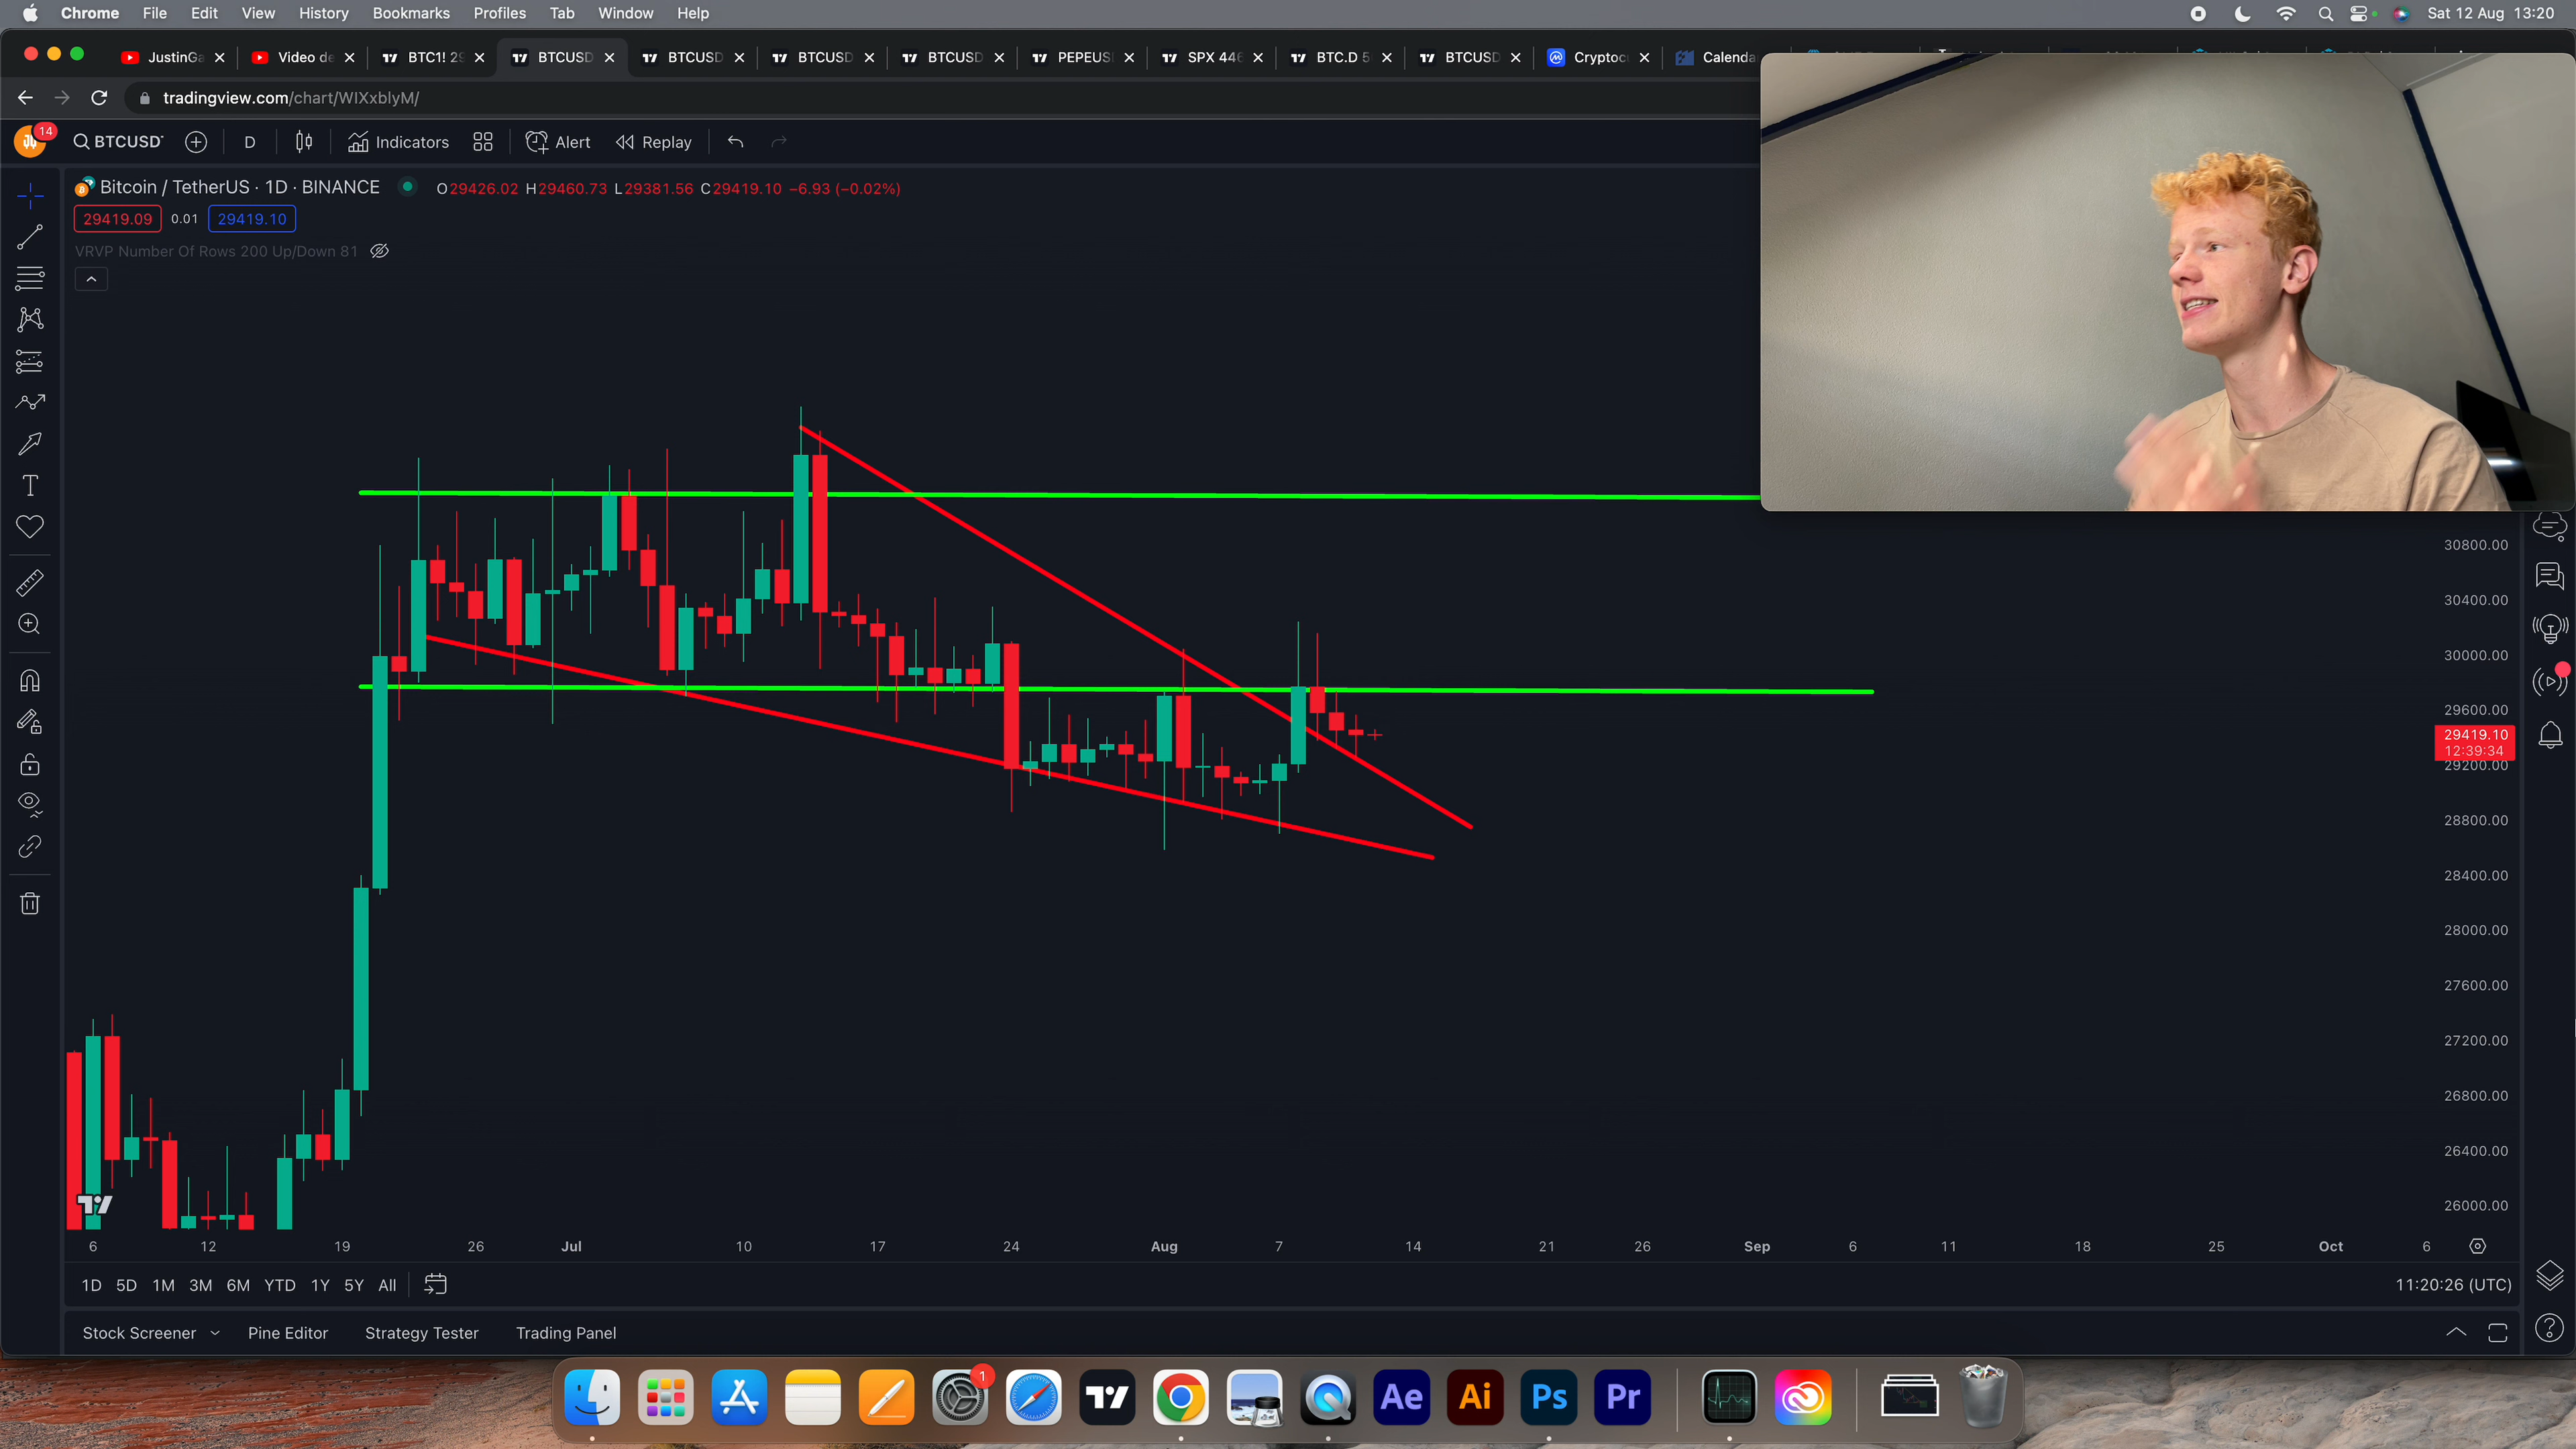 Chrome File Edit View History Bookmarks Profiles Tab Window Help Sat 12 Aug 13:20
JustinGa Video de BTC1! 29 BTCUSD BTCUSD BTCUSD BTCUSD PEPEUS SPX 446 BTC.D 5 BTCUSD Cryptoc Calenda
tradingview.com/chart/WIXxblyM/
14 BTCUSD D Indicators Alert Replay
Bitcoin / TetherUS · 1D · BINANCE O29426.02 H29460.73 L29381.56 C29419.10 −6.93 (−0.02%)
29419.09 0.01 29419.10
VRVP Number Of Rows 200 Up/Down 81
30800.00
30400.00
30000.00
29600.00
29419.10
12:39:34
29200.00
28800.00
28400.00
28000.00
27600.00
27200.00
26800.00
26400.00
26000.00
6 12 19 26 Jul 10 17 24 Aug 7 14 21 26 Sep 6 11 18 25 Oct 6
1D 5D 1M 3M 6M YTD 1Y 5Y All 11:20:26 (UTC)
Stock Screener Pine Editor Strategy Tester Trading Panel
1
Ae Ai Ps Pr